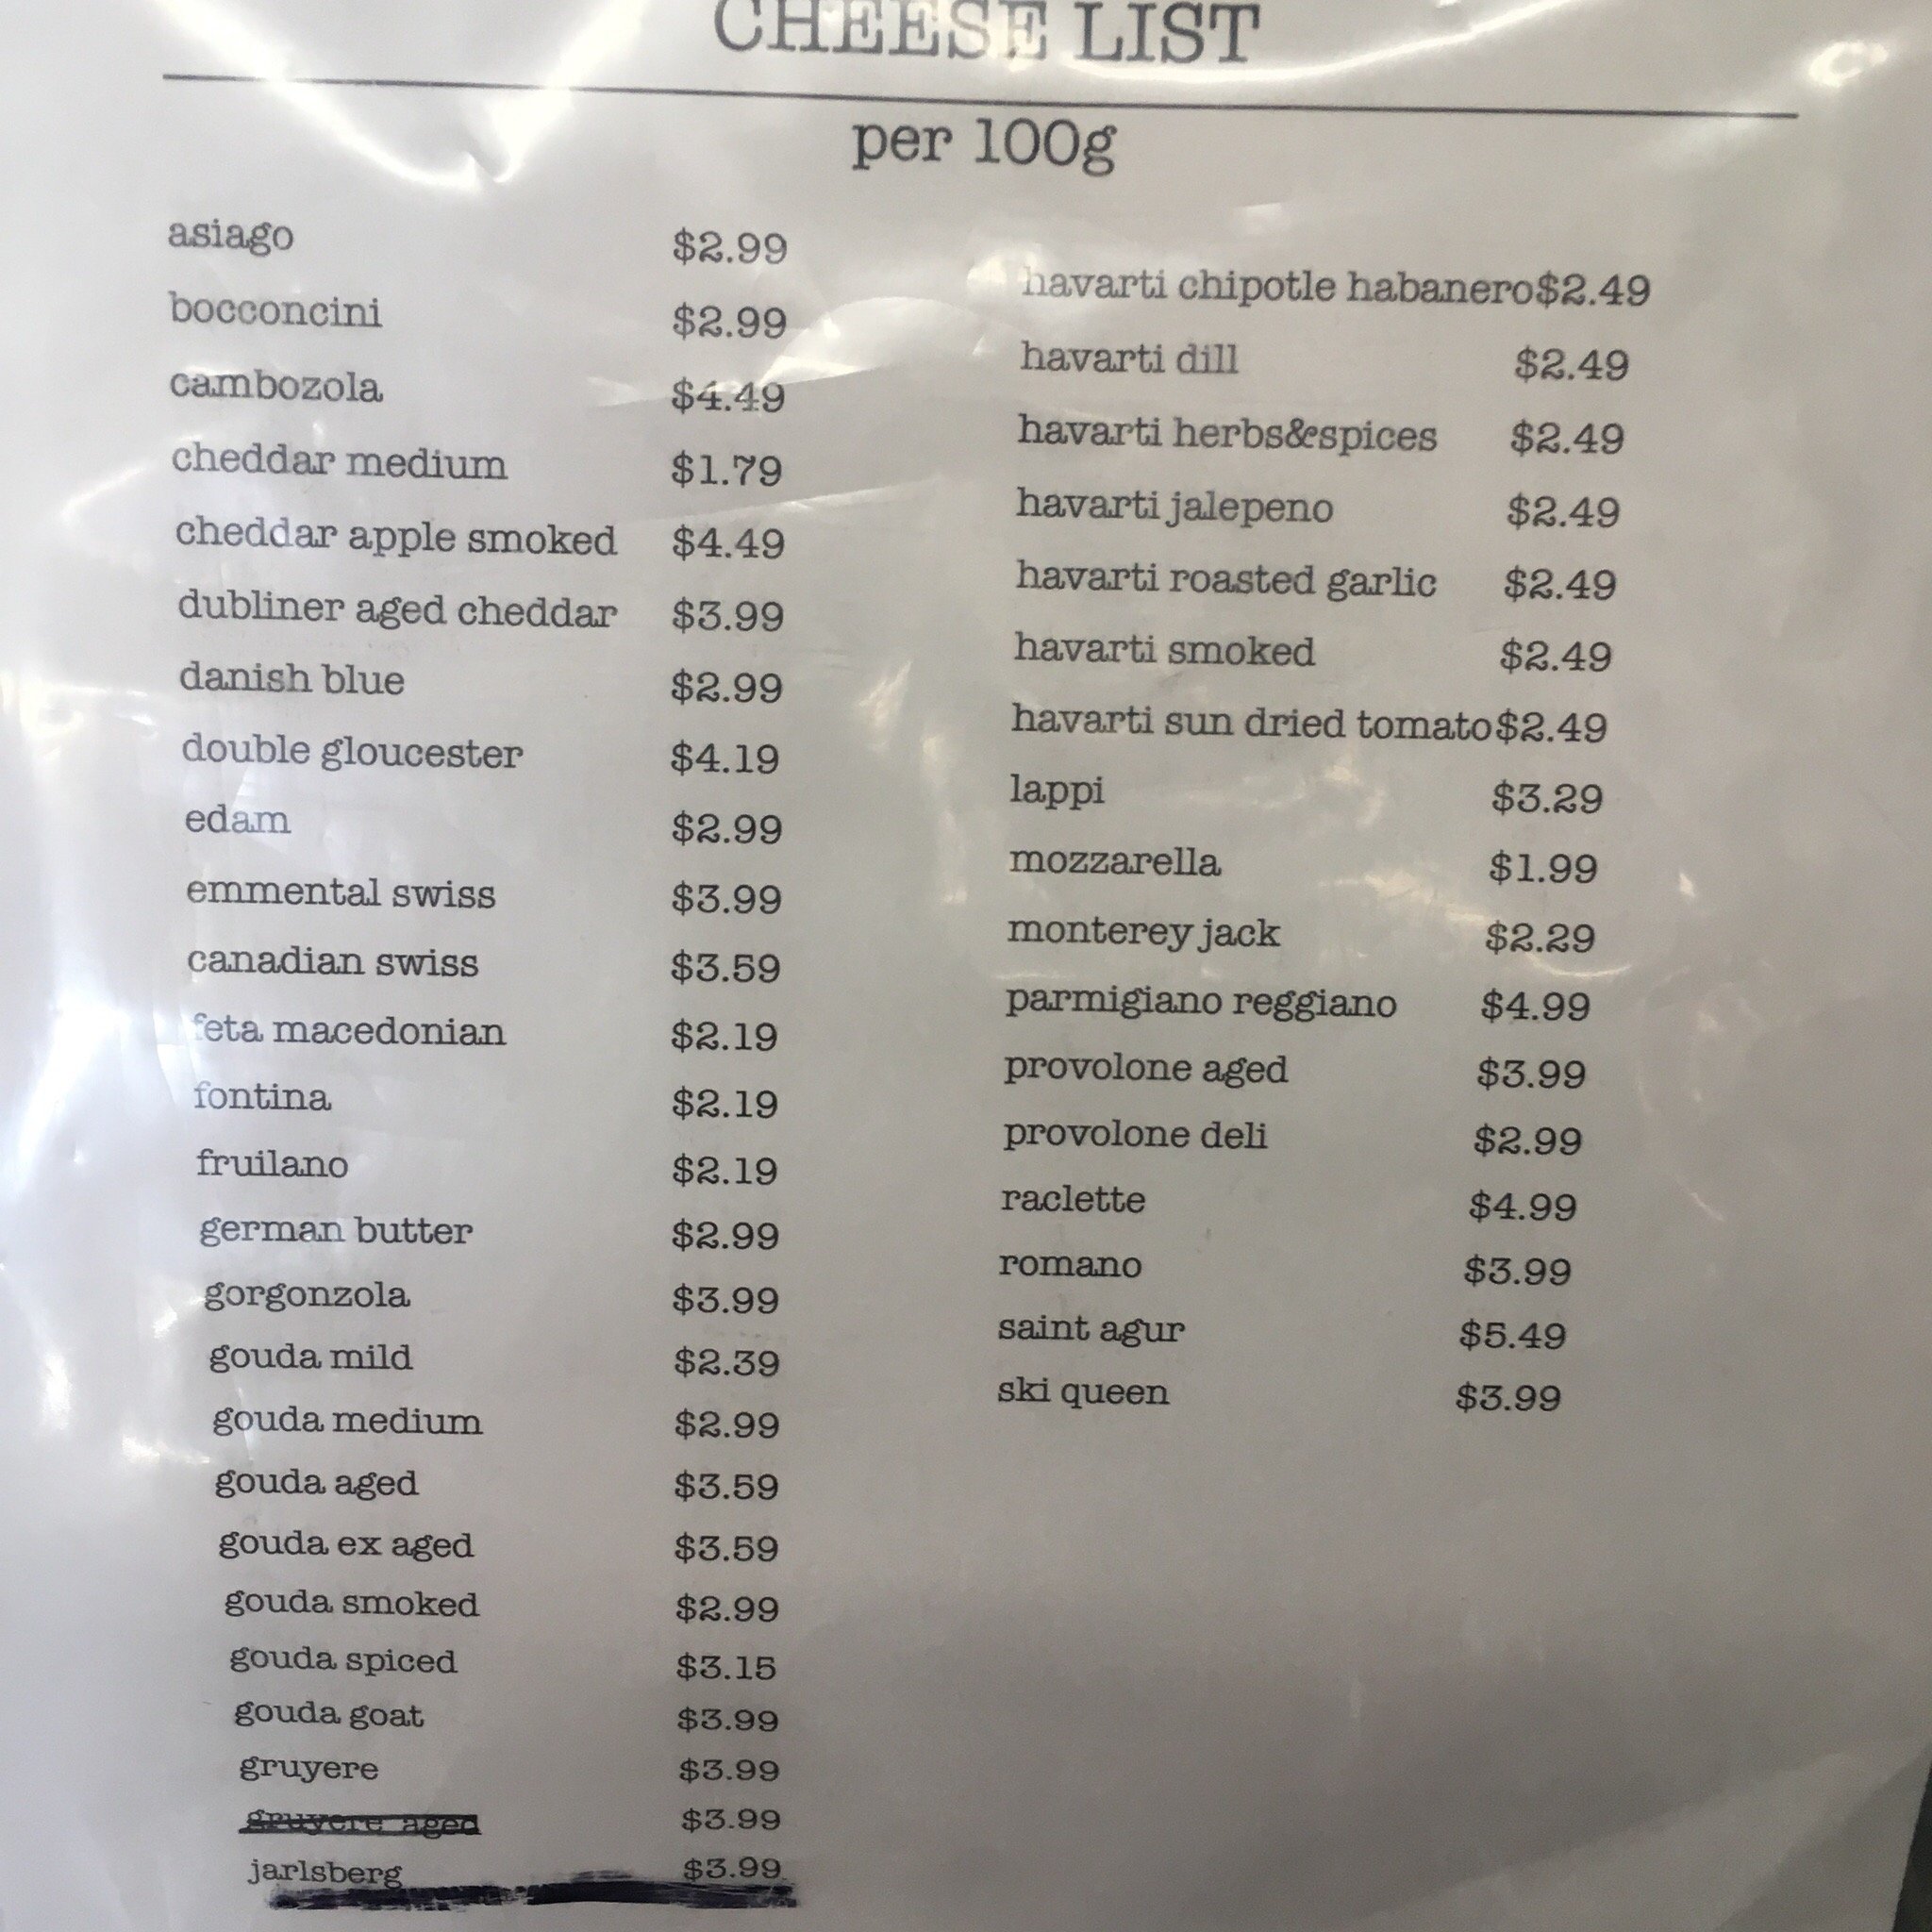 CHEESE LIST
per 100g
asiago $2.99
bocconcini $2.99
cambozola $4.49
cheddar medium $1.79
cheddar apple smoked $4.49
dubliner aged cheddar $3.99
danish blue $2.99
double gloucester $4.19
edam $2.99
emmental swiss $3.99
canadian swiss $3.59
feta macedonian $2.19
fontina $2.19
fruilano $2.19
german butter $2.99
gorgonzola $3.99
gouda mild $2.39
gouda medium $2.99
gouda aged $3.59
gouda ex aged $3.59
gouda smoked $2.99
gouda spiced $3.15
gouda goat $3.99
gruyere $3.99
gruyere aged $3.99
jarlsberg $3.99
havarti chipotle habanero$2.49
havarti dill $2.49
havarti herbs&spices $2.49
havarti jalepeno $2.49
havarti roasted garlic $2.49
havarti smoked $2.49
havarti sun dried tomato$2.49
lappi $3.29
mozzarella $1.99
monterey jack $2.29
parmigiano reggiano $4.99
provolone aged $3.99
provolone deli $2.99
raclette $4.99
romano $3.99
saint agur $5.49
ski queen $3.99